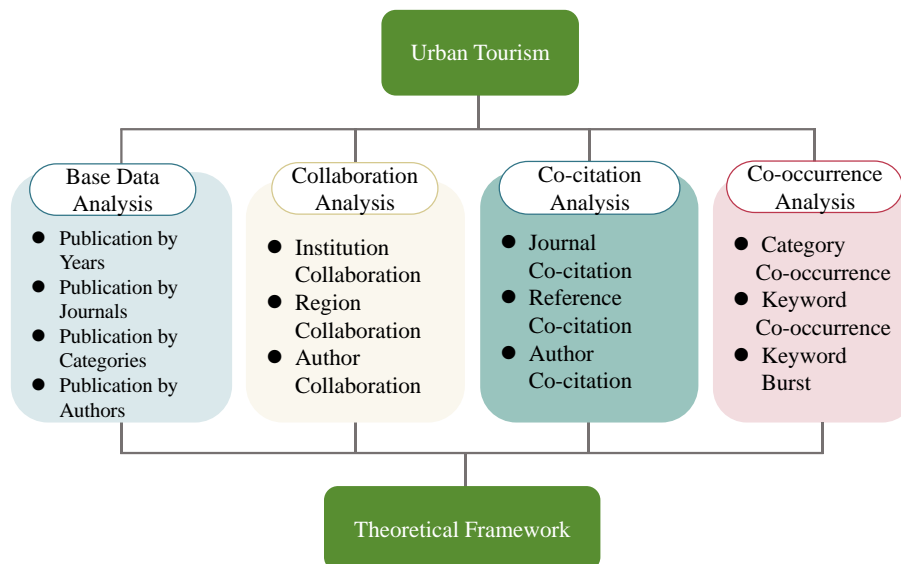 Urban Tourism
Base Data
Analysis
● Publication by
Years
● Publication by
Journals
● Publication by
Categories
● Publication by
Authors
Collaboration
Analysis
● Institution
Collaboration
● Region
Collaboration
● Author
Collaboration
Co-citation
Analysis
● Journal
Co-citation
● Reference
Co-citation
● Author
Co-citation
Co-occurrence
Analysis
● Category
Co-occurrence
● Keyword
Co-occurrence
● Keyword
Burst
Theoretical Framework